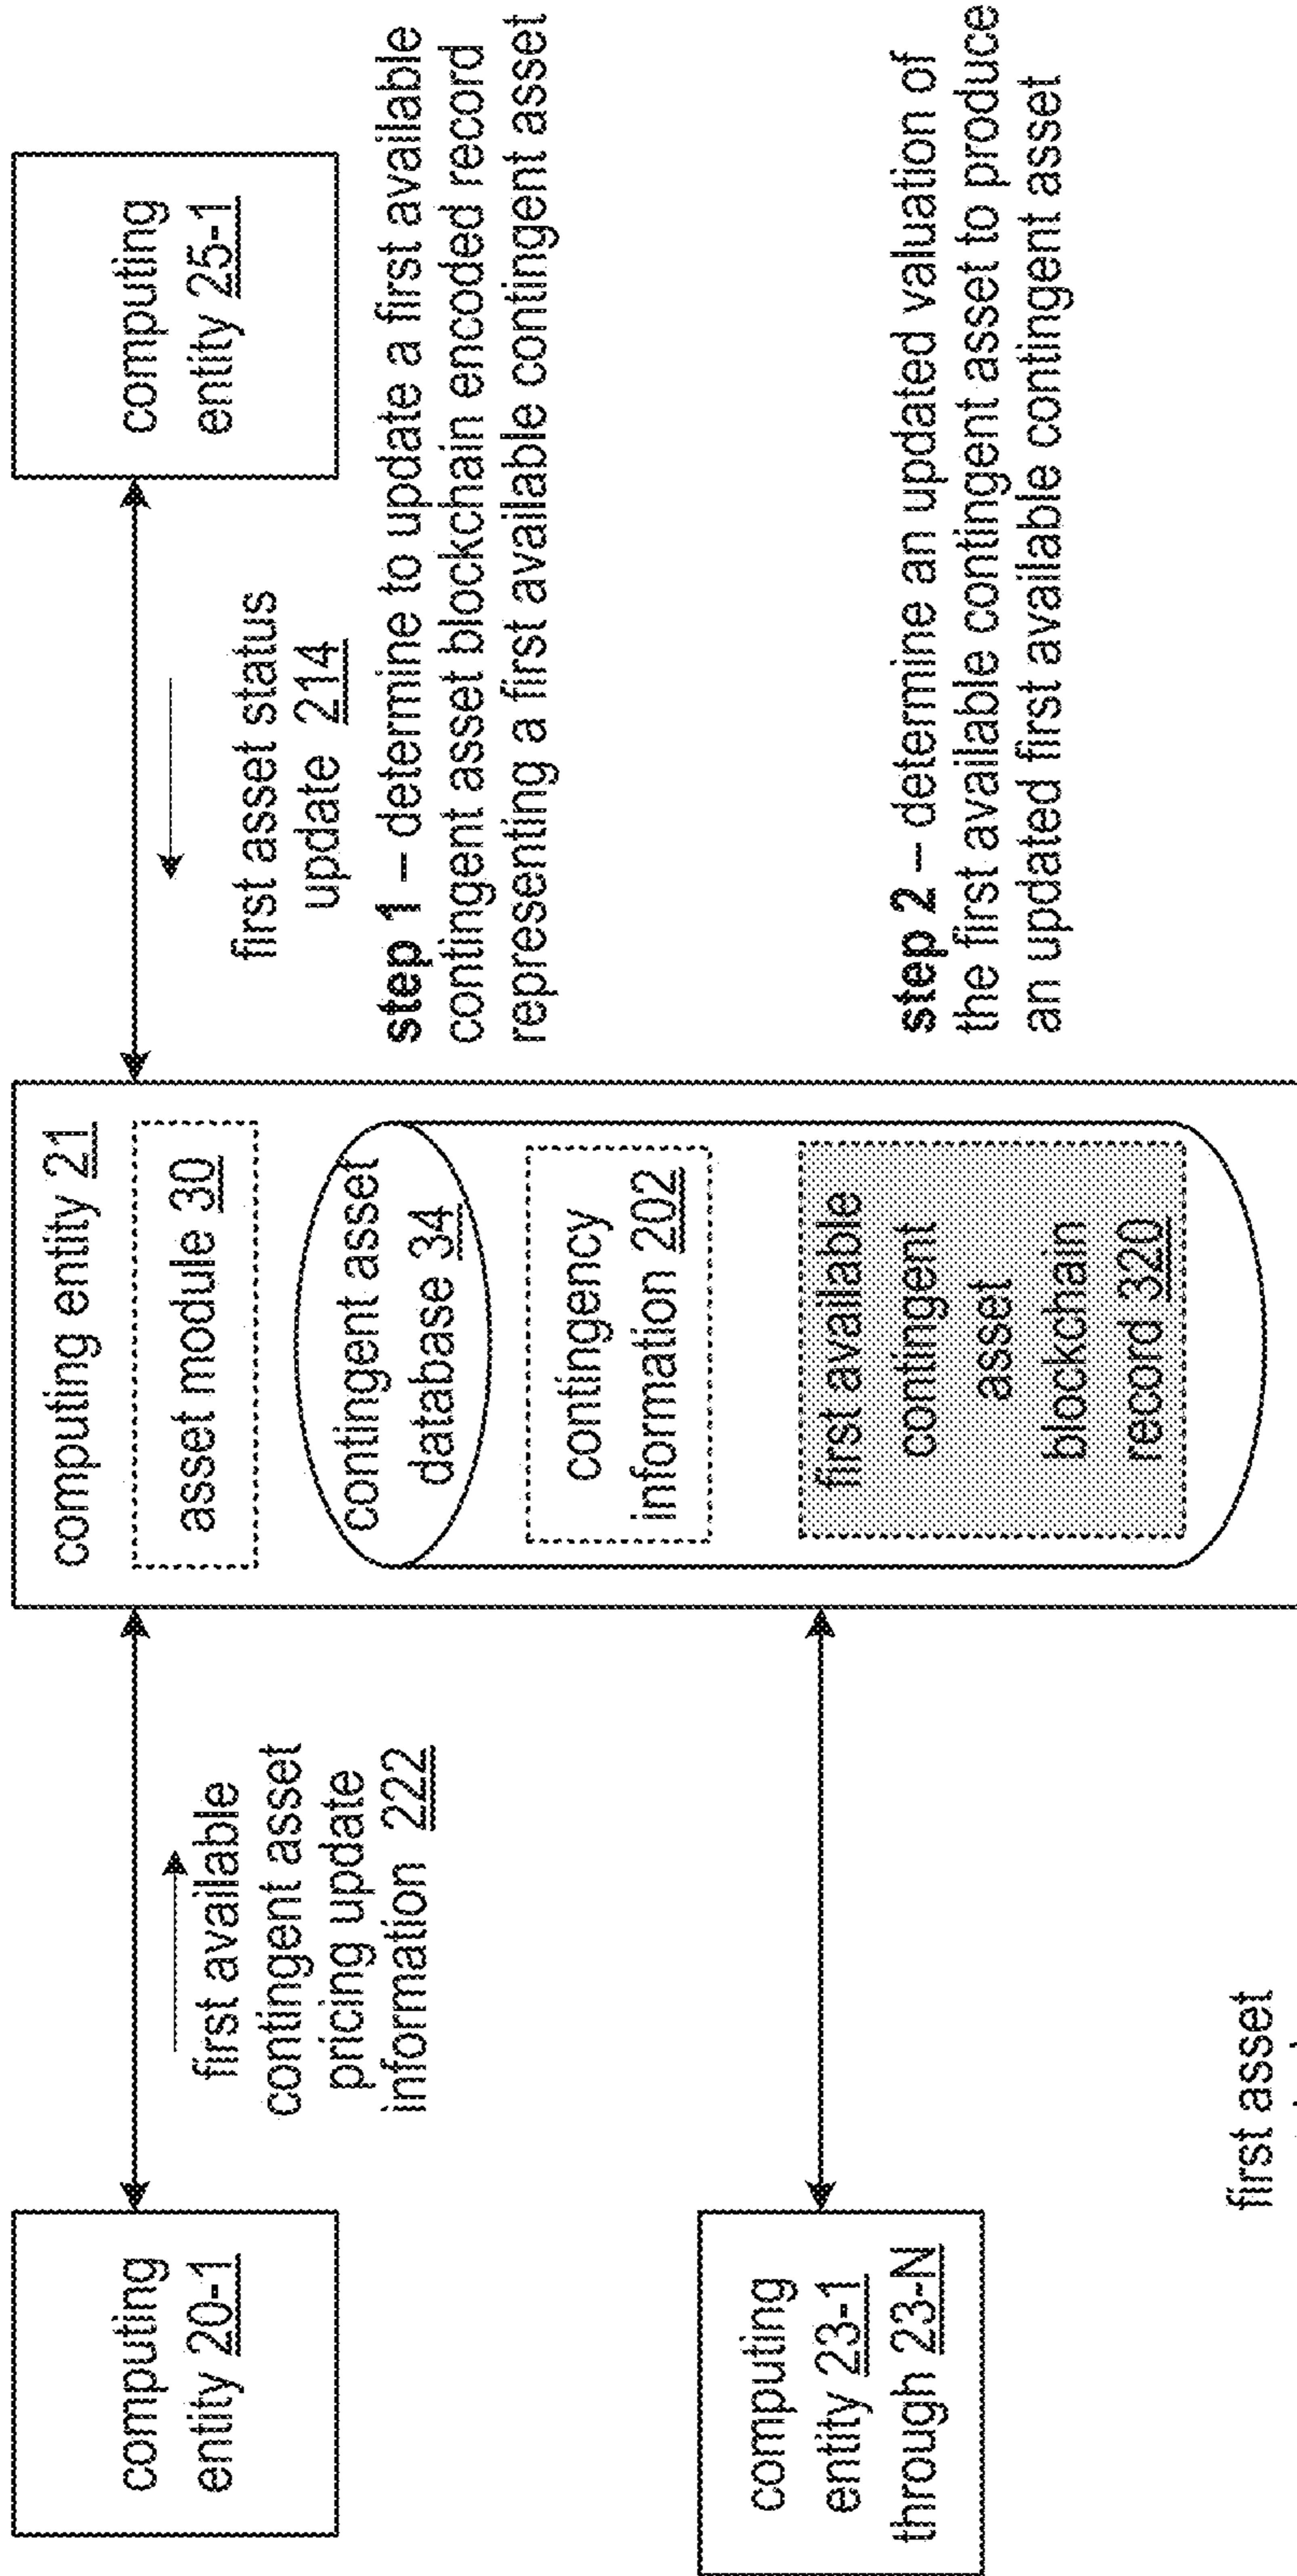 computing
entity 20-1
first available
contingent asset
pricing update
information 222
computing entity 21
asset module 30
contingent asset
database 34
contingency
information 202
first available
contingent
asset
blockchain
record 320
computing
entity 25-1
first asset status
update 214
step 1 – determine to update a first available
contingent asset blockchain encoded record
representing a first available contingent asset
computing
entity 23-1
through 23-N
step 2 – determine an updated valuation of
the first available contingent asset to produce
an updated first available contingent asset
first asset